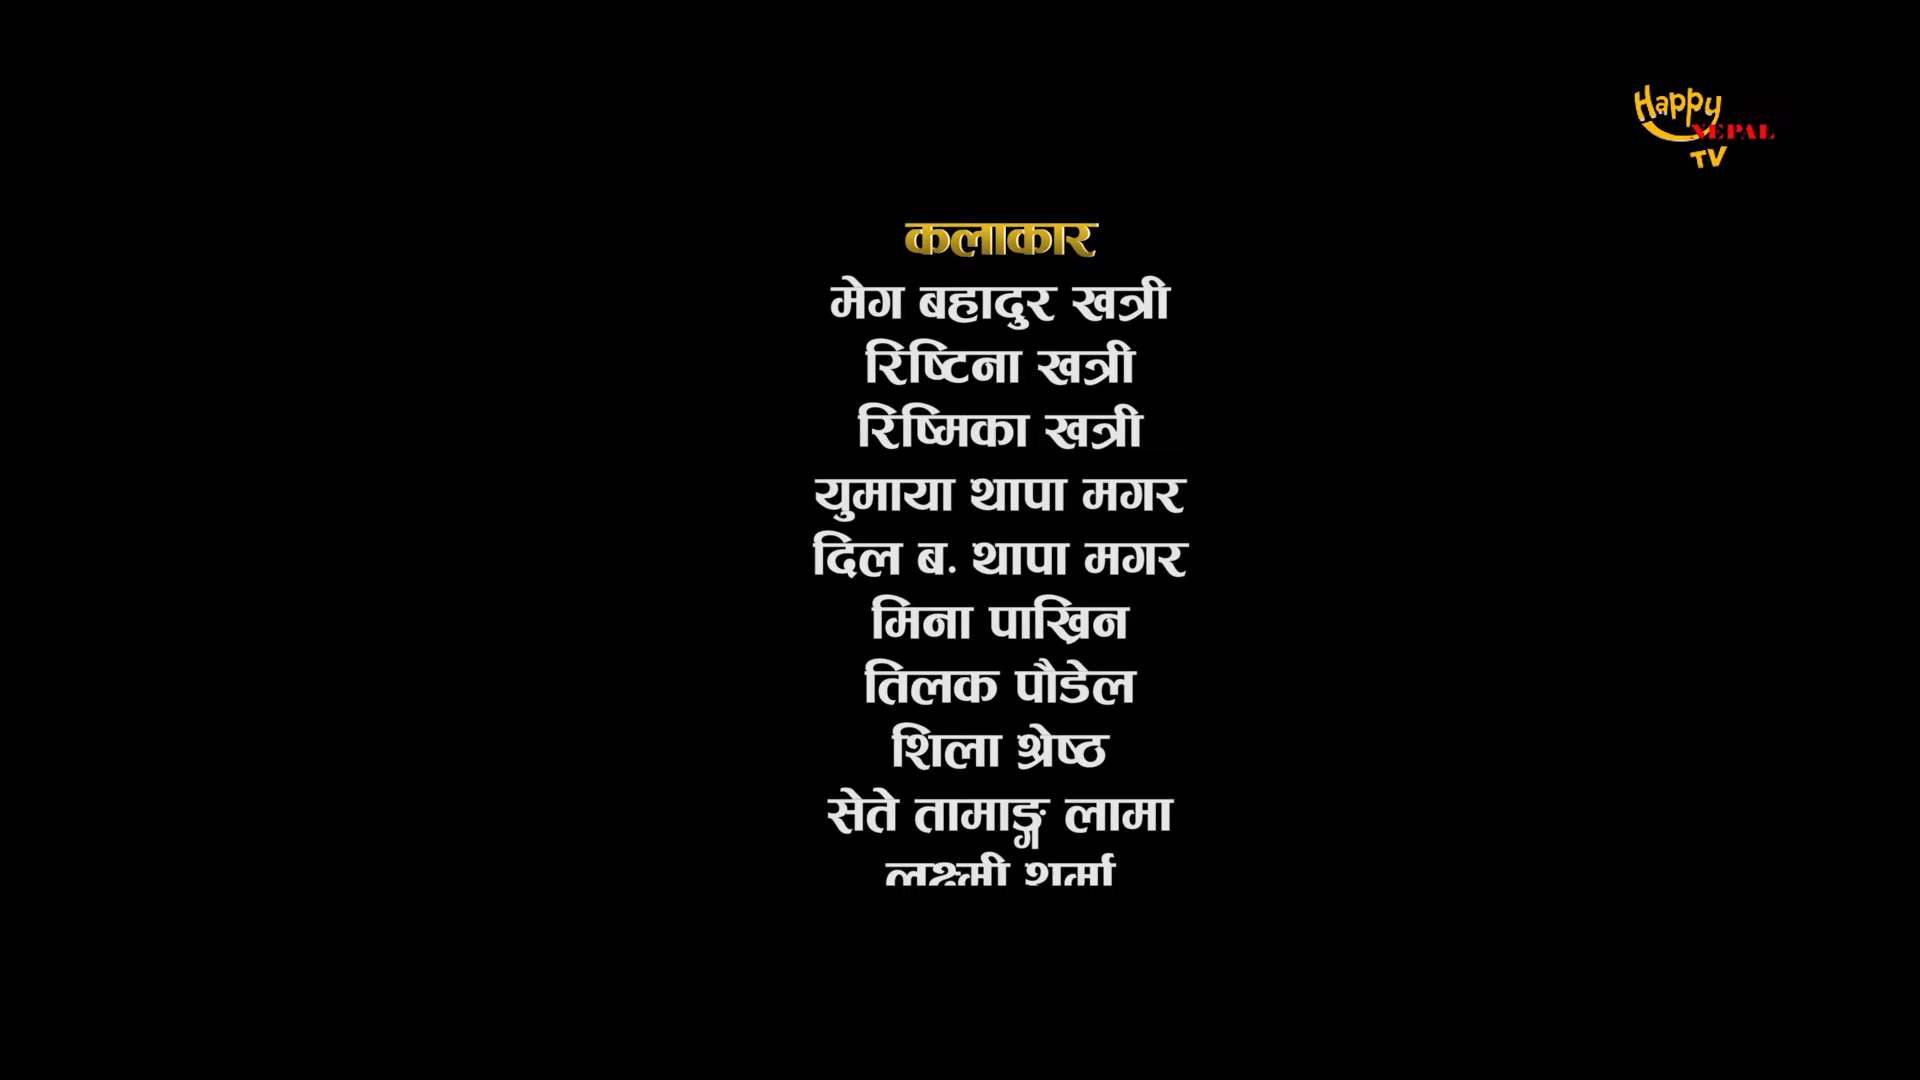 Happy
NEPAL
TV
कलाकार
मेग बहादुर खत्री
रिष्टिना खत्री
रिष्मिका खत्री
युमाया थापा मगर
दिल ब. थापा मगर
मिना पाख्रिन
तिलक पौडेल
शिला श्रेष्ठ
सेते तामाङ्ग लामा
लक्ष्मी शर्मा